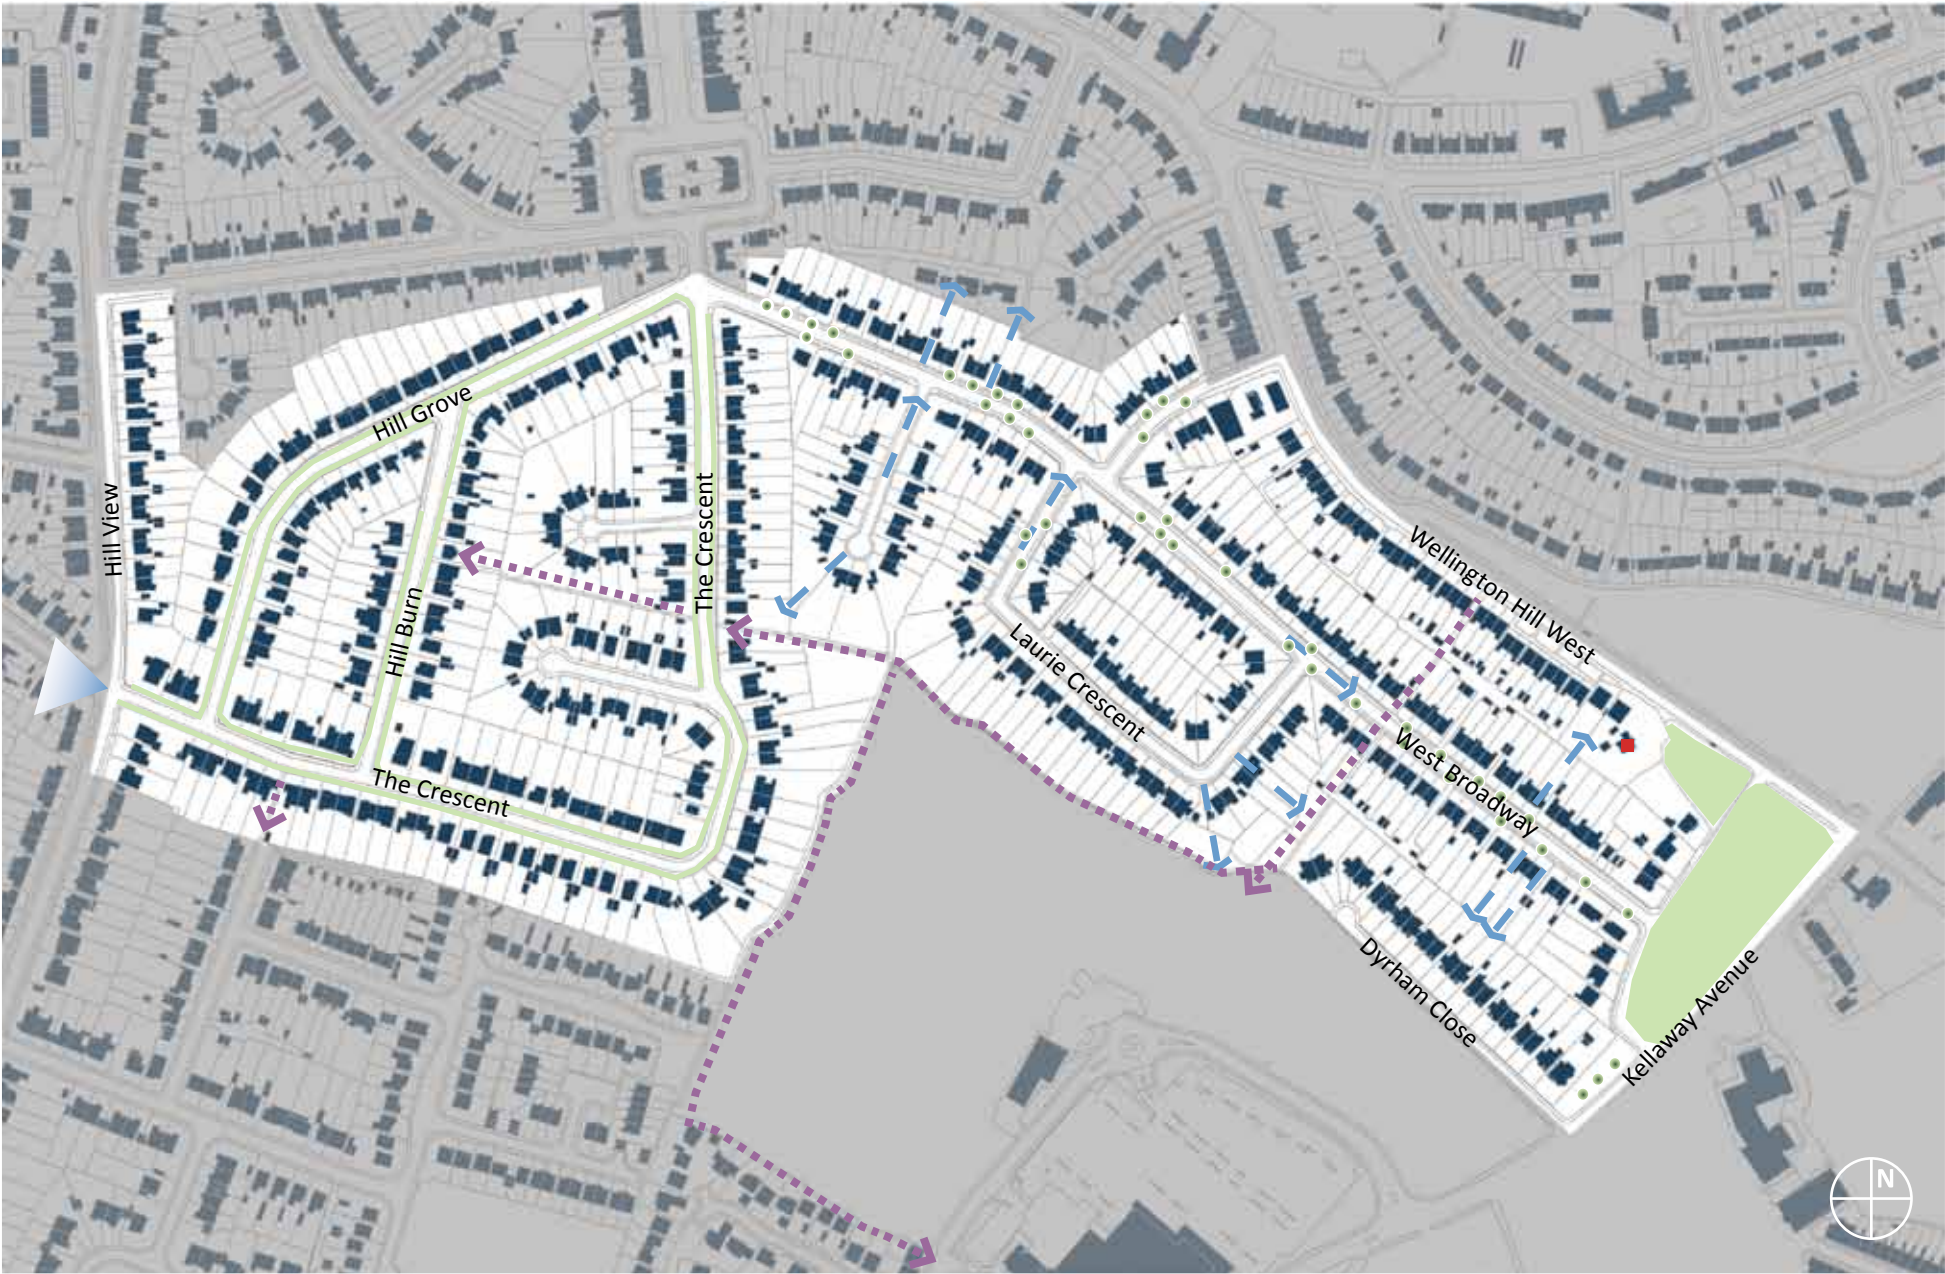 Hill Grove
Hill View
The Crescent
Hill Burn
The Crescent
Wellington Hill West
Laurie Crescent
West Broadway
Dyrham Close
Kellaway Avenue
N